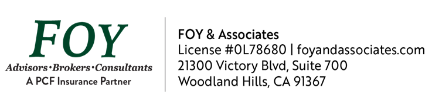 FOY
Advisors•Brokers•Consultants
A PCF Insurance Partner
FOY & Associates
License #0L78680 | foyandassociates.com
21300 Victory Blvd, Suite 700
Woodland Hills, CA 91367